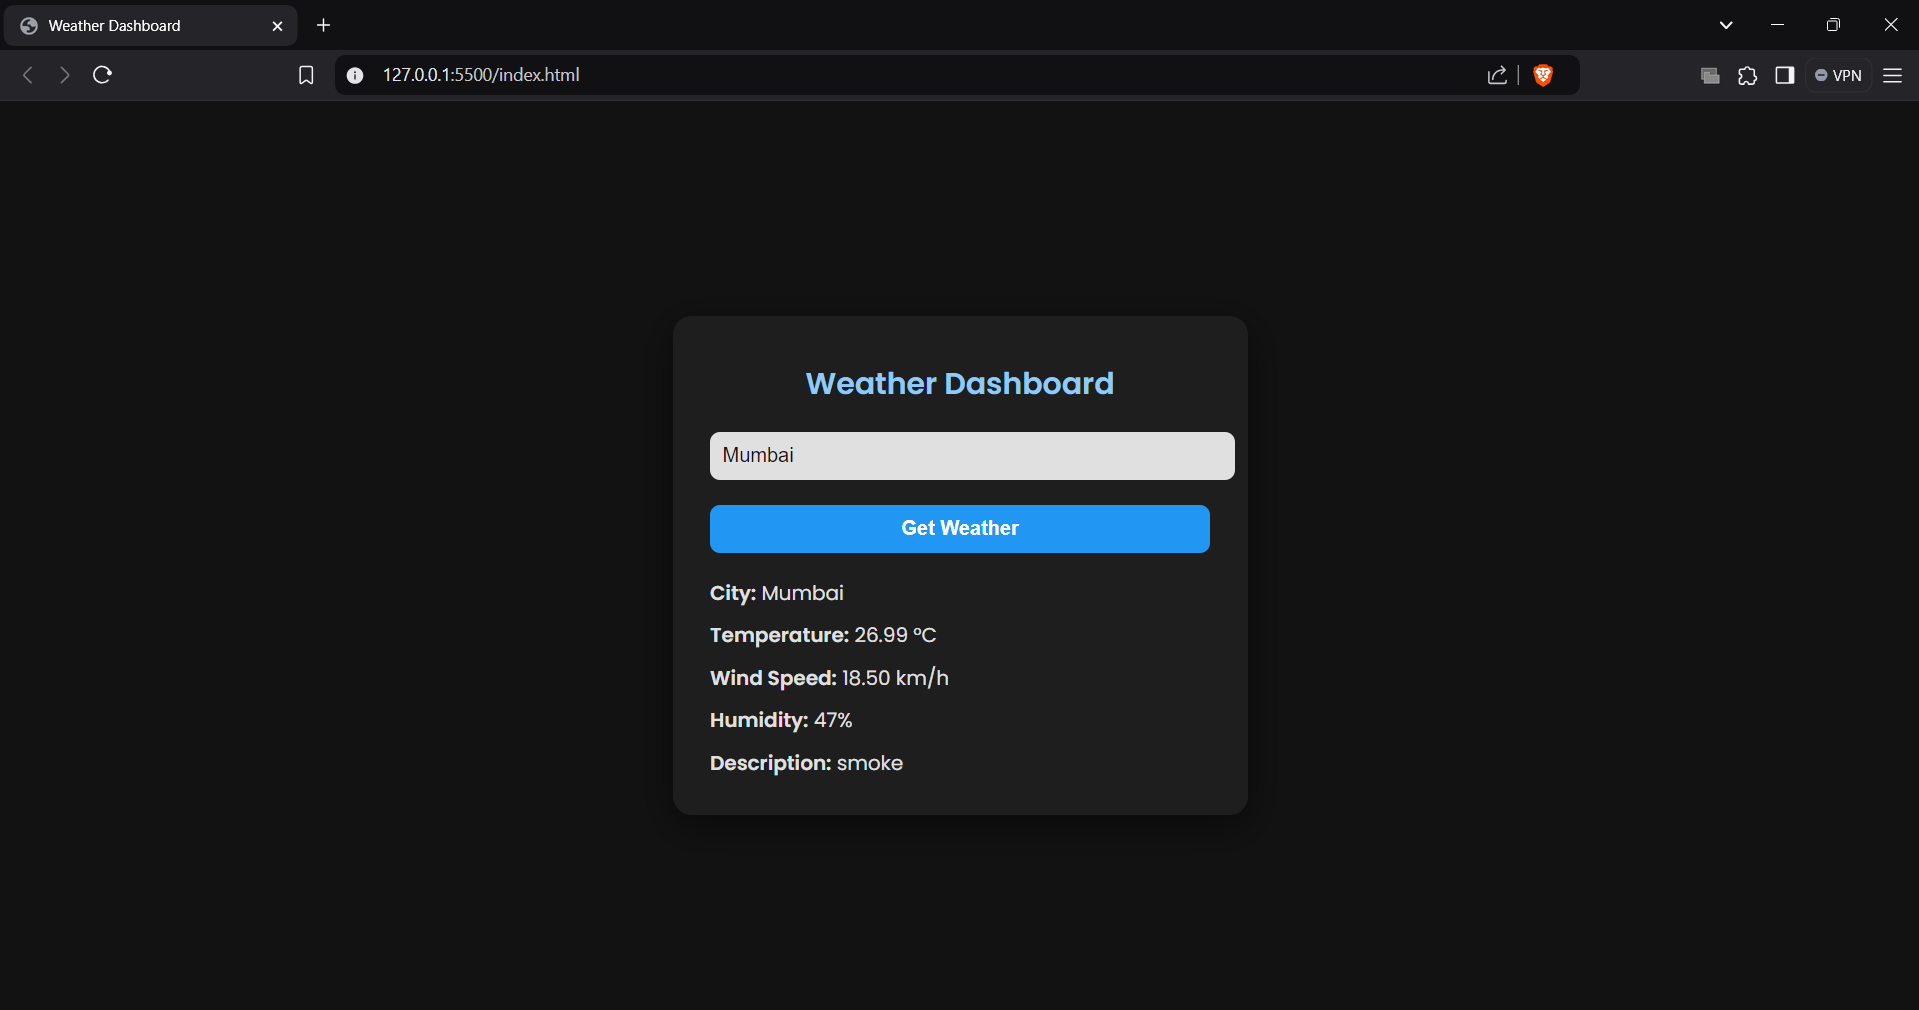 Weather Dashboard
127.0.0.1:5500/index.html
VPN
Weather Dashboard
Mumbai
Get Weather
City: Mumbai
Temperature: 26.99 °C
Wind Speed: 18.50 km/h
Humidity: 47%
Description: smoke